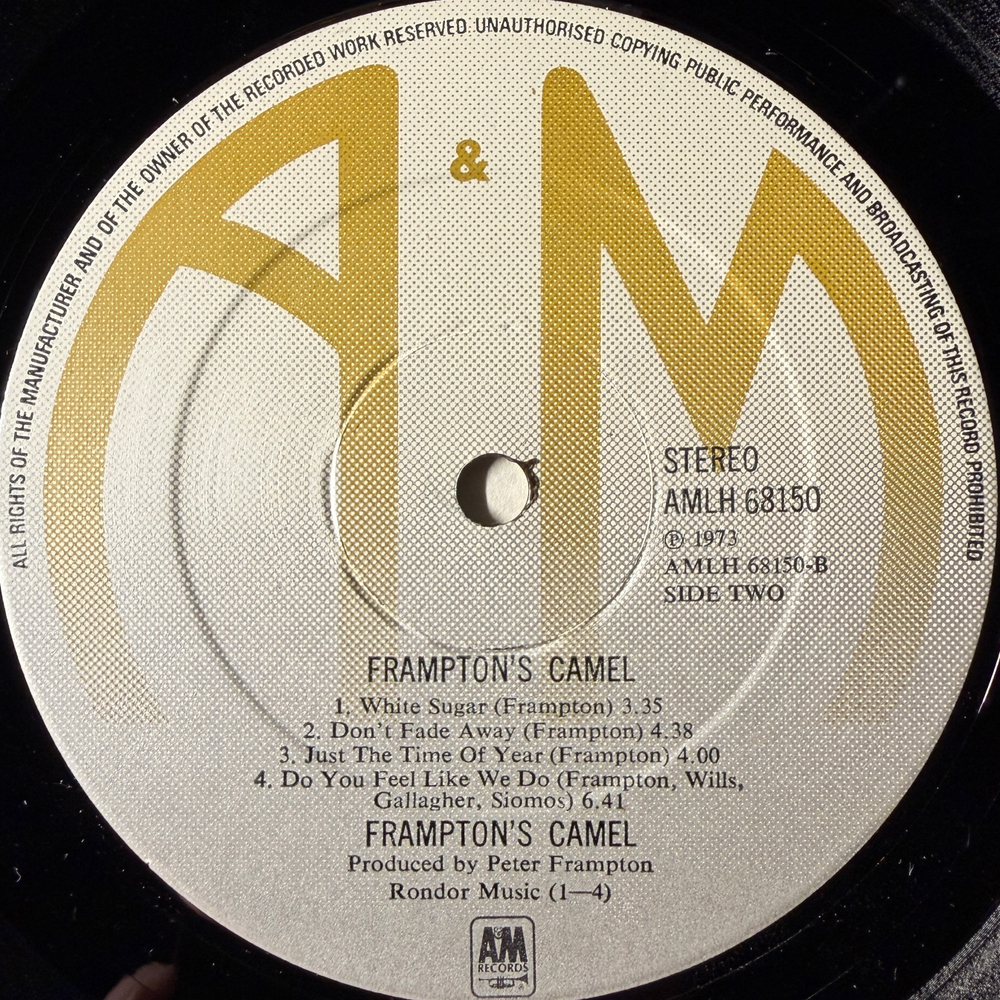 ALL RIGHTS OF THE MANUFACTURER AND OF THE OWNER OF THE RECORDED WORK RESERVED UNAUTHORISED COPYING PUBLIC PERFORMANCE AND BROADCASTING OF THIS RECORD PROHIBITED
A & M
STEREO
AMLH 68150
℗ 1973
AMLH 68150-B
SIDE TWO
FRAMPTON'S CAMEL
1. White Sugar (Frampton) 3.35
2. Don't Fade Away (Frampton) 4.38
3. Just The Time Of Year (Frampton) 4.00
4. Do You Feel Like We Do (Frampton, Wills,
Gallagher, Siomos) 6.41
FRAMPTON'S CAMEL
Produced by Peter Frampton
Rondor Music (1—4)
A&M
RECORDS